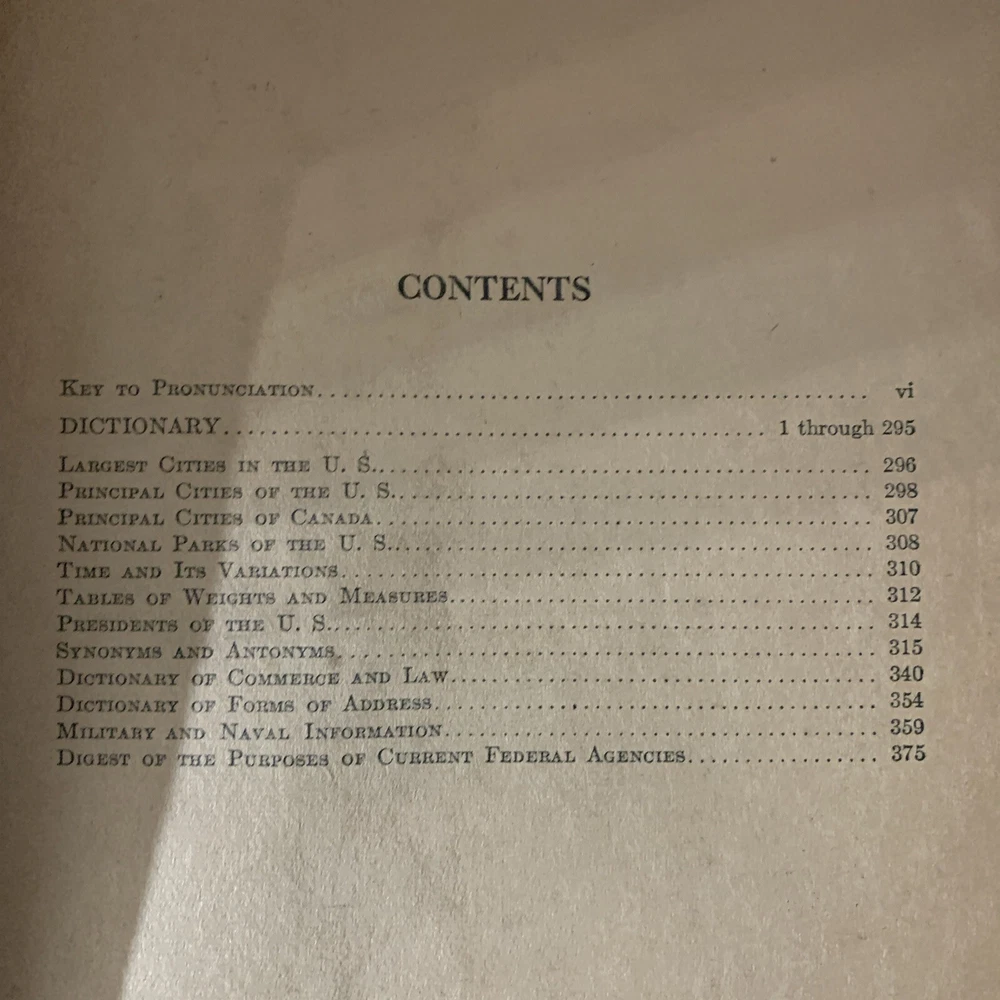 CONTENTS
Key to Pronunciation................................................ vi
DICTIONARY............................................... 1 through 295
Largest Cities in the U. S............................................. 296
Principal Cities of the U. S........................................... 298
Principal Cities of Canada............................................. 307
National Parks of the U. S............................................. 308
Time and Its Variations................................................ 310
Tables of Weights and Measures......................................... 312
Presidents of the U. S................................................. 314
Synonyms and Antonyms.................................................. 315
Dictionary of Commerce and Law......................................... 340
Dictionary of Forms of Address......................................... 354
Military and Naval Information......................................... 359
Digest of the Purposes of Current Federal Agencies................ 375